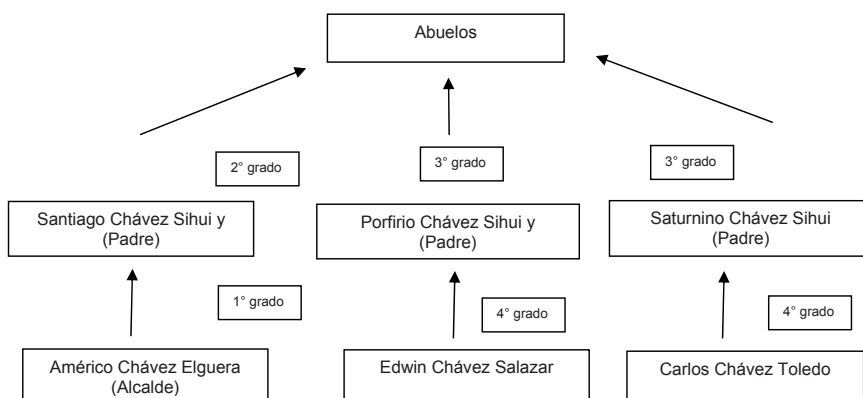 Abuelos
2° grado
3° grado
3° grado
Santiago Chávez Sihui y
(Padre)
Porfirio Chávez Sihui y
(Padre)
Saturnino Chávez Sihui
(Padre)
1° grado
4° grado
4° grado
Américo Chávez Elguera
(Alcalde)
Edwin Chávez Salazar
Carlos Chávez Toledo